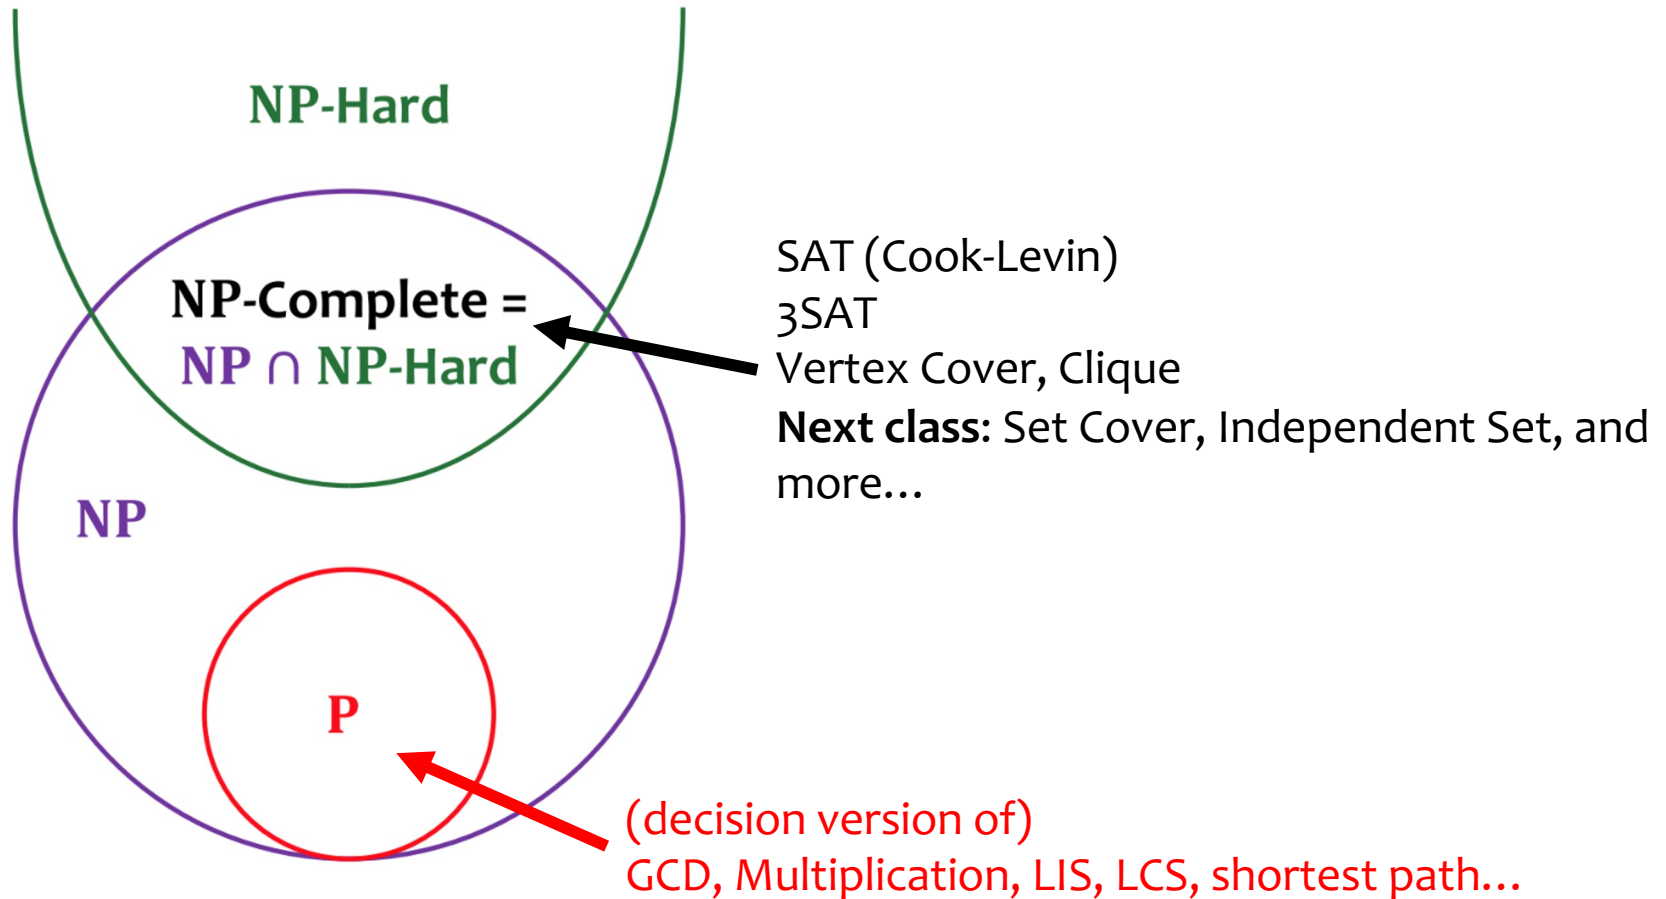 NP-Hard
NP-Complete =
NP ∩ NP-Hard
SAT (Cook-Levin)
3SAT
Vertex Cover, Clique
Next class: Set Cover, Independent Set, and
more…
NP
P
(decision version of)
GCD, Multiplication, LIS, LCS, shortest path…